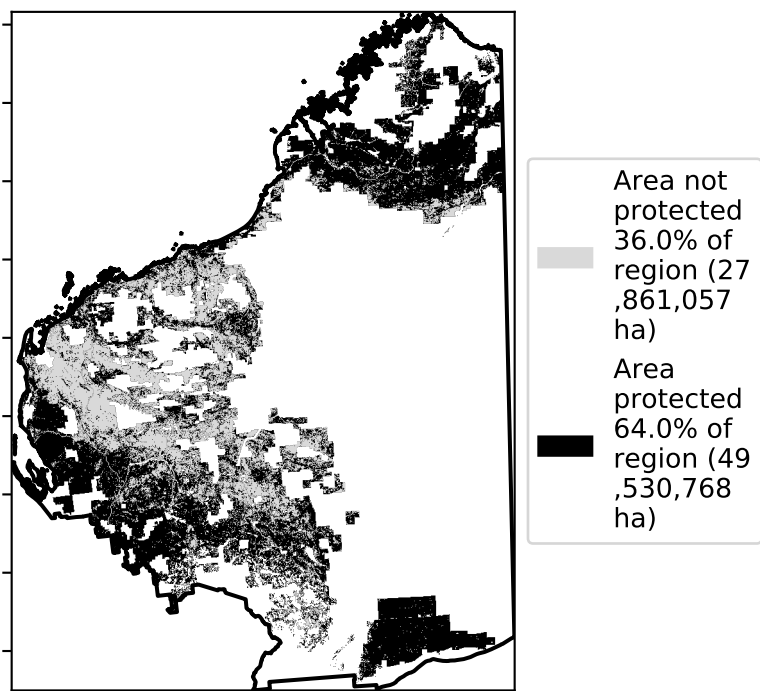 Area not
protected
36.0% of
region (27
,861,057
ha)
Area
protected
64.0% of
region (49
,530,768
ha)